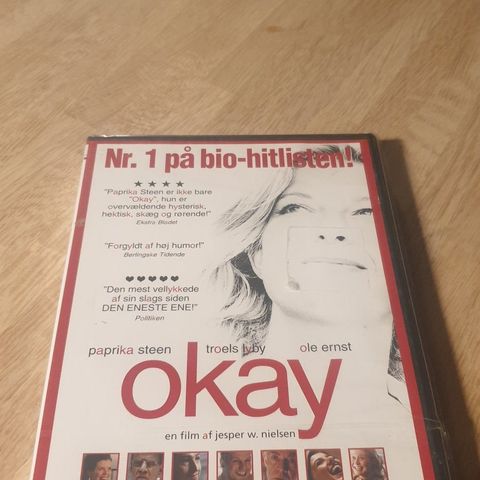 Nr. 1 på bio-hitlisten!
"Paprika Steen er ikke bare
"Okay", hun er
overvældende hysterisk,
hektisk, skæg og rørende!"
Ekstra Bladet
"Forgyldt af høj humor!"
Berlingske Tidende
"Den mest vellykkede
af sin slags siden
DEN ENESTE ENE!"
Politiken
paprika steen troels lyby ole ernst
okay
en film af jesper w. nielsen